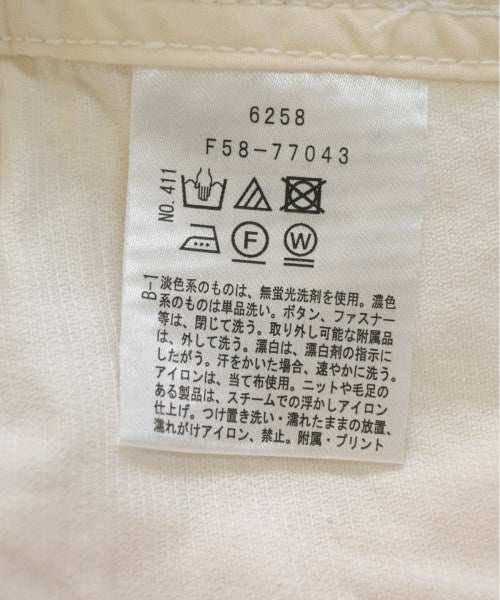 6258
F58-77043
NO.411
F
W
B-1
淡色系のものは、無蛍光洗剤を使用。濃色
系のものは単品洗い。ボタン、ファスナー
等は、閉じて洗う。取り外し可能な附属品
は、外して洗う。漂白は、漂白剤の指示に
したがう。汗をかいた場合、速やかに洗う。
アイロンは、当て布使用。ニットや毛足の
ある製品は、スチームでの浮かしアイロン
仕上げ。つけ置き洗い・濡れたままの放置、
濡れがけアイロン、禁止。附属・プリント